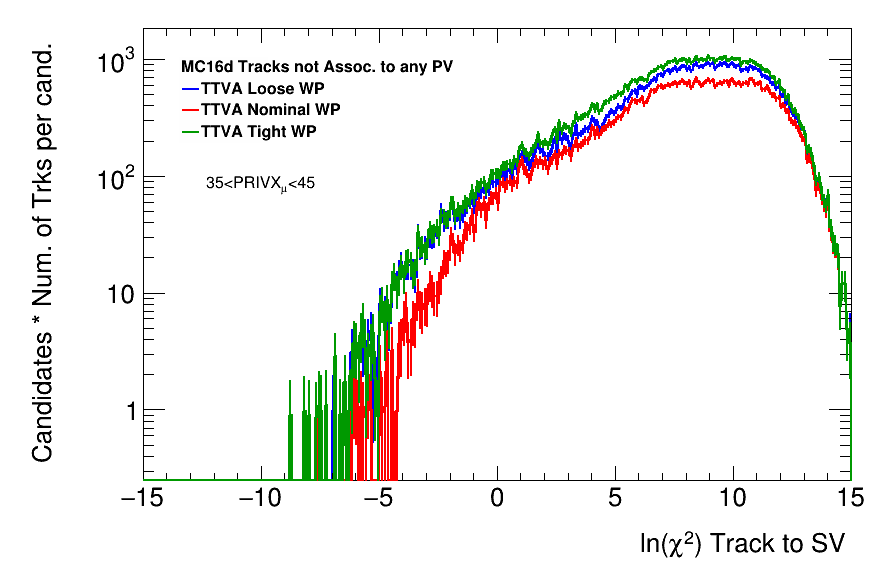 Candidates * Num. of Trks per cand.
MC16d Tracks not Assoc. to any PV
TTVA Loose WP
TTVA Nominal WP
TTVA Tight WP
35<PRIVXμ<45
10³
10²
10
1
−15 −10 −5 0 5 10 15
ln(χ²) Track to SV